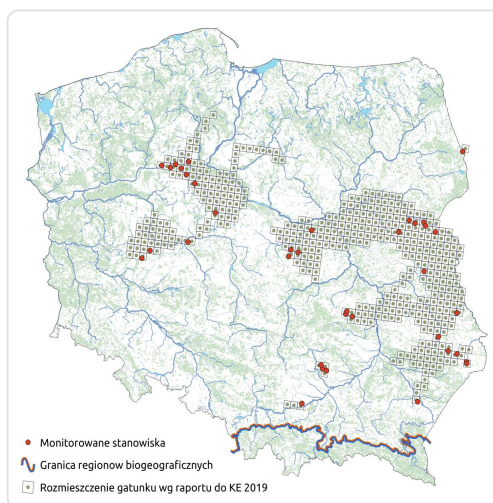 Monitorowane stanowiska
Granica regionow biogeograficznych
Rozmieszczenie gatunku wg raportu do KE 2019